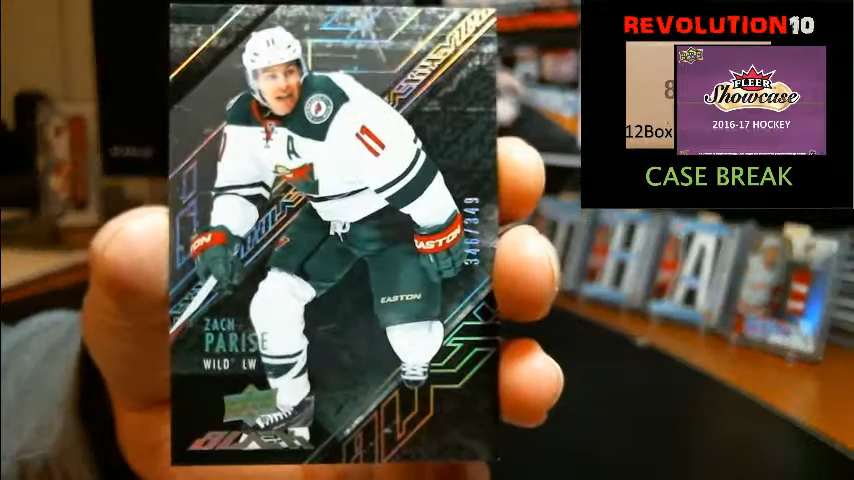 REVOLUTION10
FLEER
Showcase
2016-17 HOCKEY
12Box
8
CASE BREAK
11
A
346/349
EASTON
EASTON
ZACH
PARISE
WILD LW
BLACK